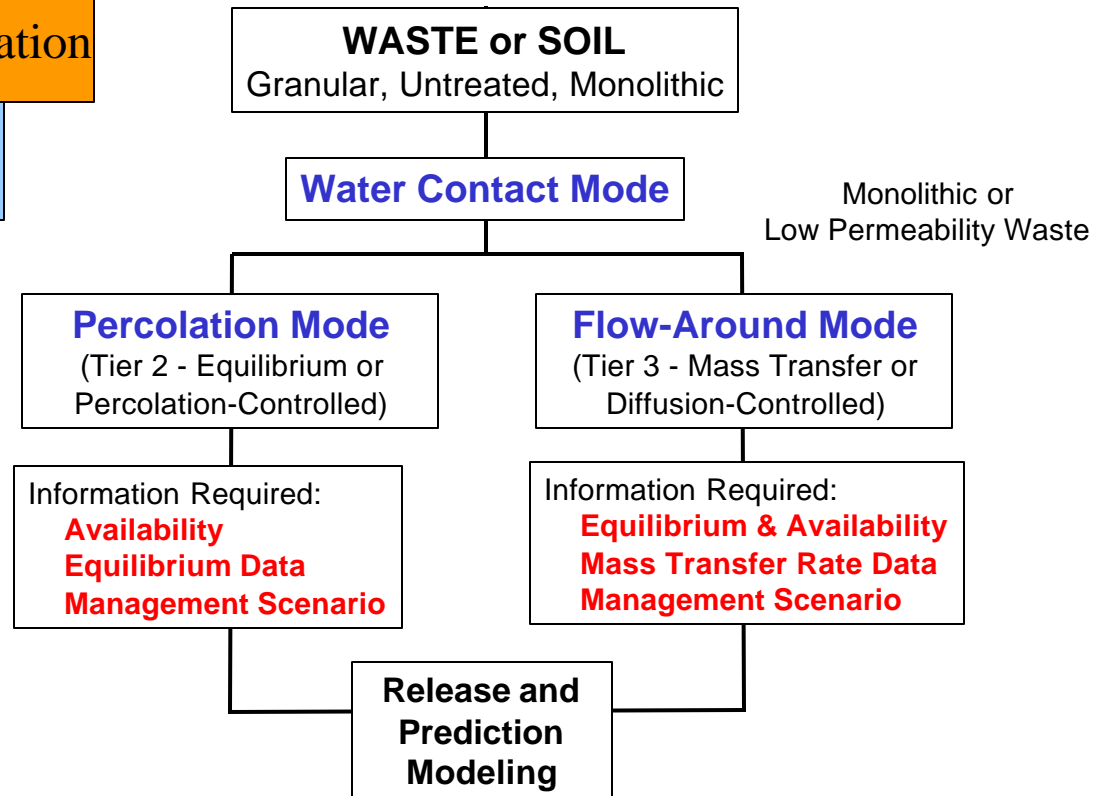 ation
WASTE or SOIL
Granular, Untreated, Monolithic
Water Contact Mode
Monolithic or
Low Permeability Waste
Percolation Mode
(Tier 2 - Equilibrium or
Percolation-Controlled)
Flow-Around Mode
(Tier 3 - Mass Transfer or
Diffusion-Controlled)
Information Required:
Availability
Equilibrium Data
Management Scenario
Information Required:
Equilibrium & Availability
Mass Transfer Rate Data
Management Scenario
Release and
Prediction
Modeling